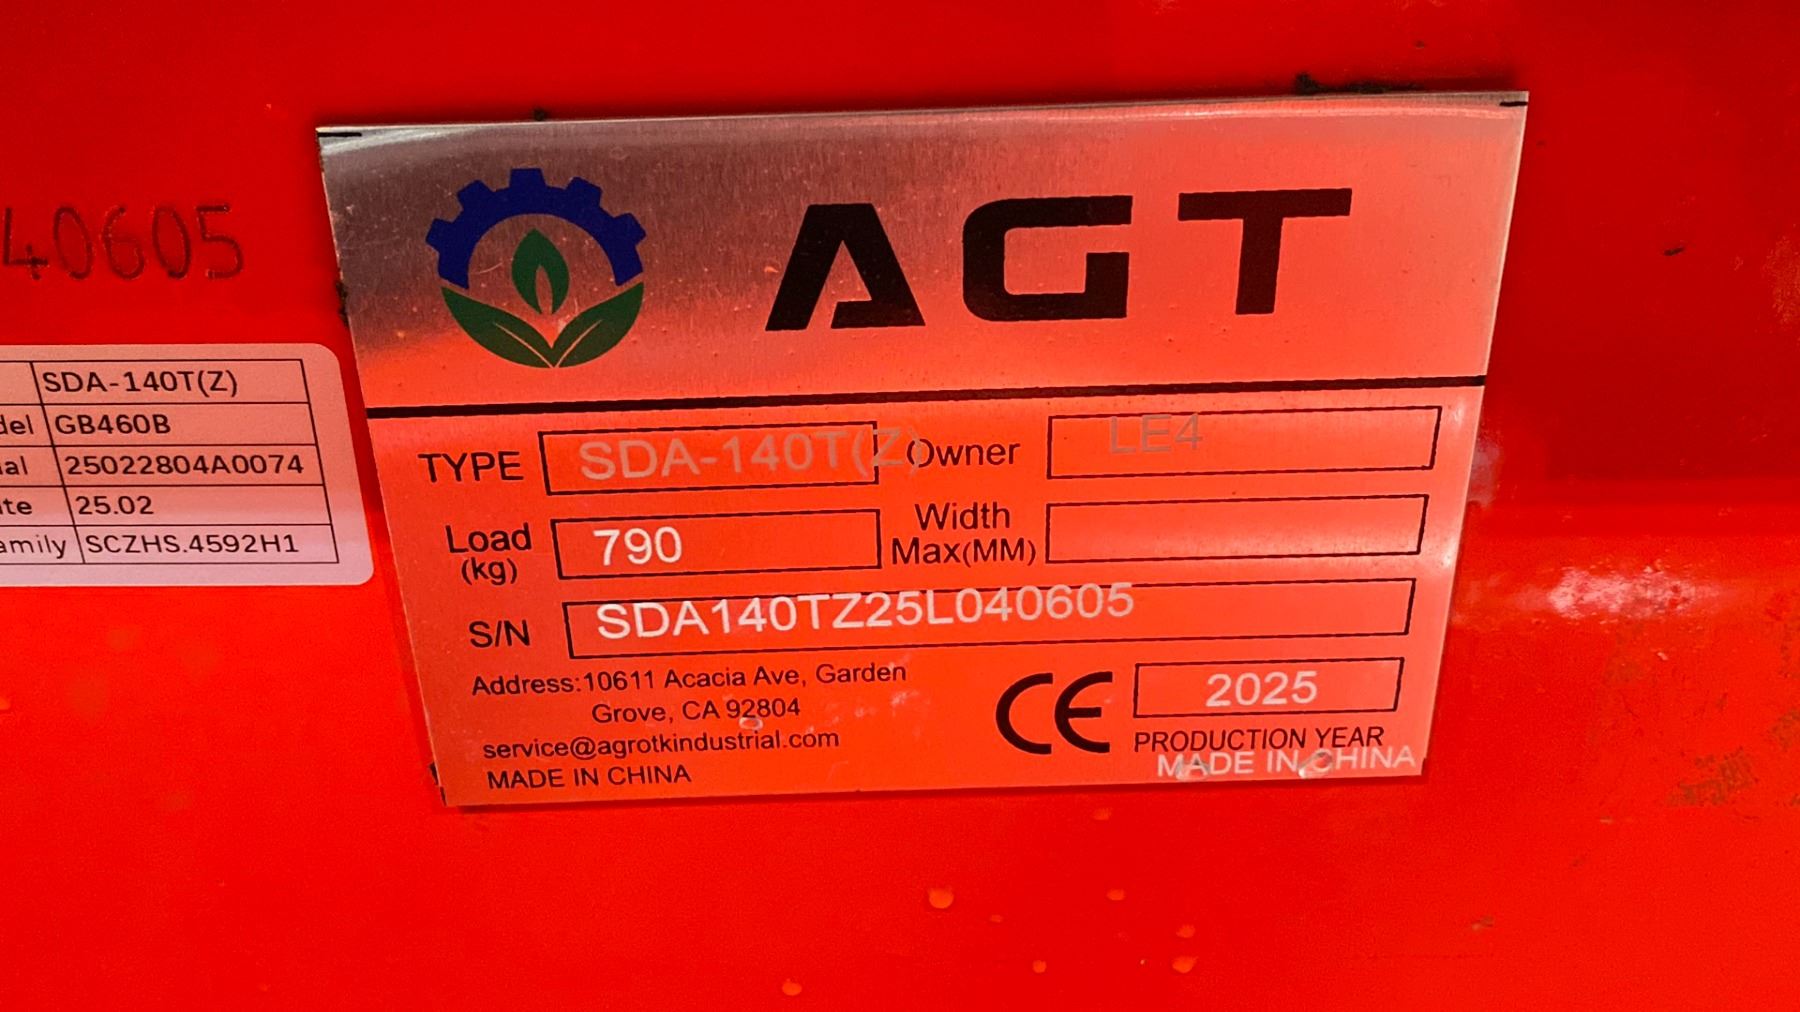 40605
SDA-140T(Z)
del GB460B
ial 25022804A0074
te 25.02
amily SCZHS.4592H1
AGT
TYPE SDA-140T(Z) Owner LE4
Load (kg) 790 Width Max(MM)
S/N SDA140TZ25L040605
Address:10611 Acacia Ave, Garden
Grove, CA 92804
service@agrotkindustrial.com
MADE IN CHINA
CE 2025
PRODUCTION YEAR
MADE IN CHINA